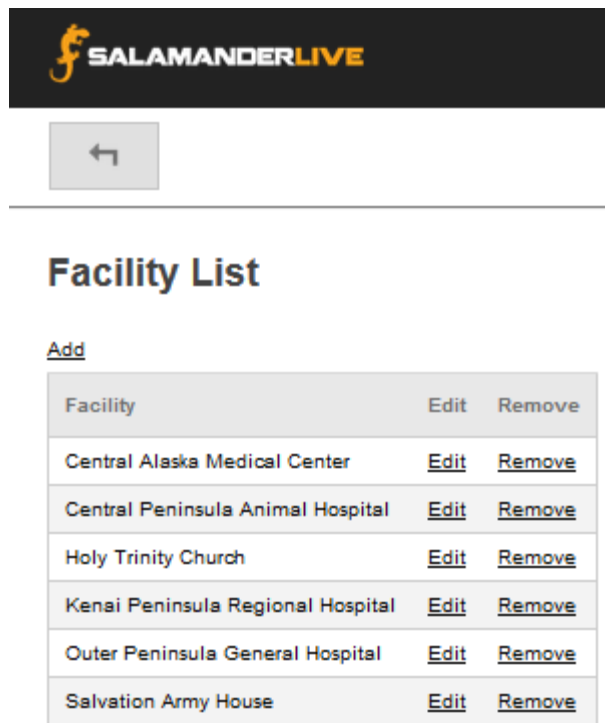 SALAMANDERLIVE
Facility List
Add
Facility Edit Remove
Central Alaska Medical Center Edit Remove
Central Peninsula Animal Hospital Edit Remove
Holy Trinity Church Edit Remove
Kenai Peninsula Regional Hospital Edit Remove
Outer Peninsula General Hospital Edit Remove
Salvation Army House Edit Remove